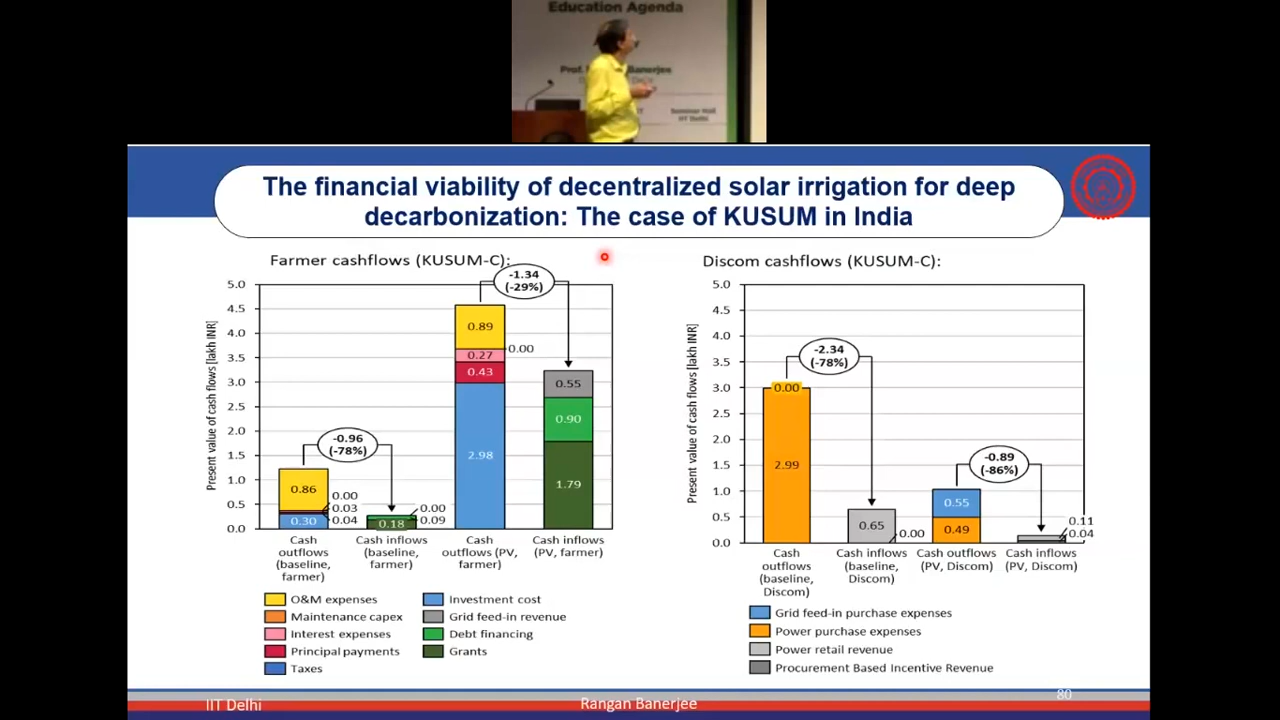 Education Agenda
Banerjee
Seminar Hall
IIT Delhi
The financial viability of decentralized solar irrigation for deep
decarbonization: The case of KUSUM in India
Farmer cashflows (KUSUM-C):
Present value of cash flows [lakh INR]
5.0
4.5
4.0
3.5
3.0
2.5
2.0
1.5
1.0
0.5
0.0
-0.96
(-78%)
0.86
0.00
0.03
0.30
0.04
0.18
0.00
0.09
-1.34
(-29%)
0.89
0.27
0.00
0.43
2.98
0.55
0.90
1.79
Cash
outflows
(baseline,
farmer)
Cash inflows
(baseline,
farmer)
Cash
outflows (PV,
farmer)
Cash inflows
(PV, farmer)
O&M expenses
Maintenance capex
Interest expenses
Principal payments
Taxes
Investment cost
Grid feed-in revenue
Debt financing
Grants
Discom cashflows (KUSUM-C):
Present value of cash flows [lakh INR]
5.0
4.5
4.0
3.5
3.0
2.5
2.0
1.5
1.0
0.5
0.0
-2.34
(-78%)
0.00
2.99
0.65
0.00
-0.89
(-86%)
0.55
0.49
0.11
0.04
Cash
outflows
(baseline,
Discom)
Cash inflows
(baseline,
Discom)
Cash outflows
(PV, Discom)
Cash inflows
(PV, Discom)
Grid feed-in purchase expenses
Power purchase expenses
Power retail revenue
Procurement Based Incentive Revenue
IIT Delhi
Rangan Banerjee
80